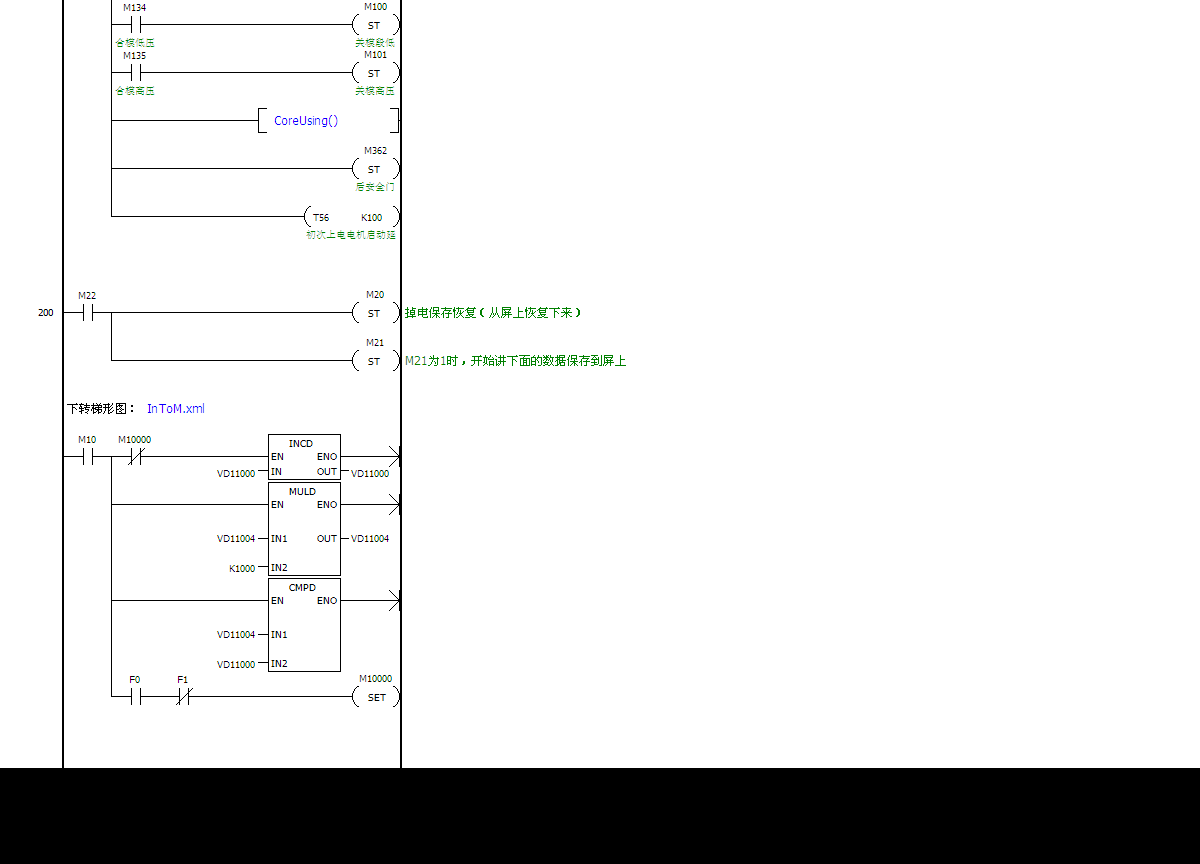 M134 M100
ST
合模低压 关模段低
M135 M101
ST
合模高压 关模高压
CoreUsing()
M362
ST
后安全门
T56 K100
初次上电电机启动延
M22 M20
200 ST 掉电保存恢复(从屏上恢复下来)
M21
ST M21为1时,开始讲下面的数据保存到屏上
下转梯形图: InToM.xml
M10 M10000 INCD
EN ENO
VD11000 IN OUT VD11000
MULD
EN ENO
VD11004 IN1 OUT VD11004
K1000 IN2
CMPD
EN ENO
VD11004 IN1
VD11000 IN2
F0 F1 M10000
SET